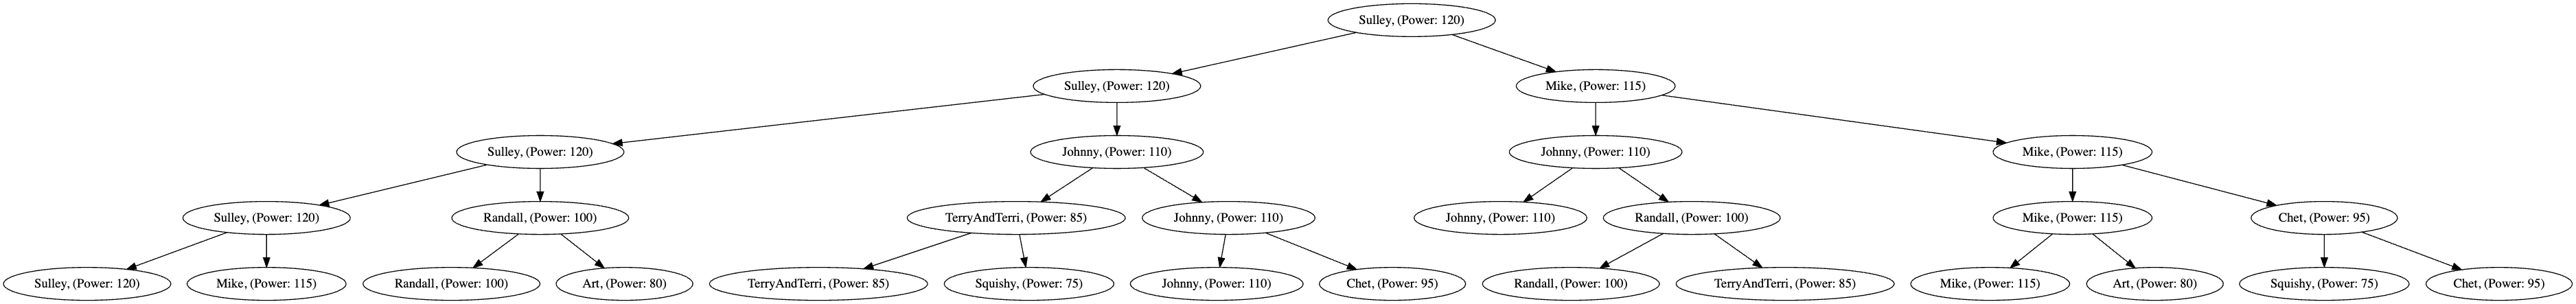 Sulley, (Power: 120)
Sulley, (Power: 120)
Mike, (Power: 115)
Sulley, (Power: 120)
Johnny, (Power: 110)
Johnny, (Power: 110)
Mike, (Power: 115)
Sulley, (Power: 120)
Randall, (Power: 100)
TerryAndTerri, (Power: 85)
Johnny, (Power: 110)
Johnny, (Power: 110)
Randall, (Power: 100)
Mike, (Power: 115)
Chet, (Power: 95)
Sulley, (Power: 120)
Mike, (Power: 115)
Randall, (Power: 100)
Art, (Power: 80)
TerryAndTerri, (Power: 85)
Squishy, (Power: 75)
Johnny, (Power: 110)
Chet, (Power: 95)
Randall, (Power: 100)
TerryAndTerri, (Power: 85)
Mike, (Power: 115)
Art, (Power: 80)
Squishy, (Power: 75)
Chet, (Power: 95)